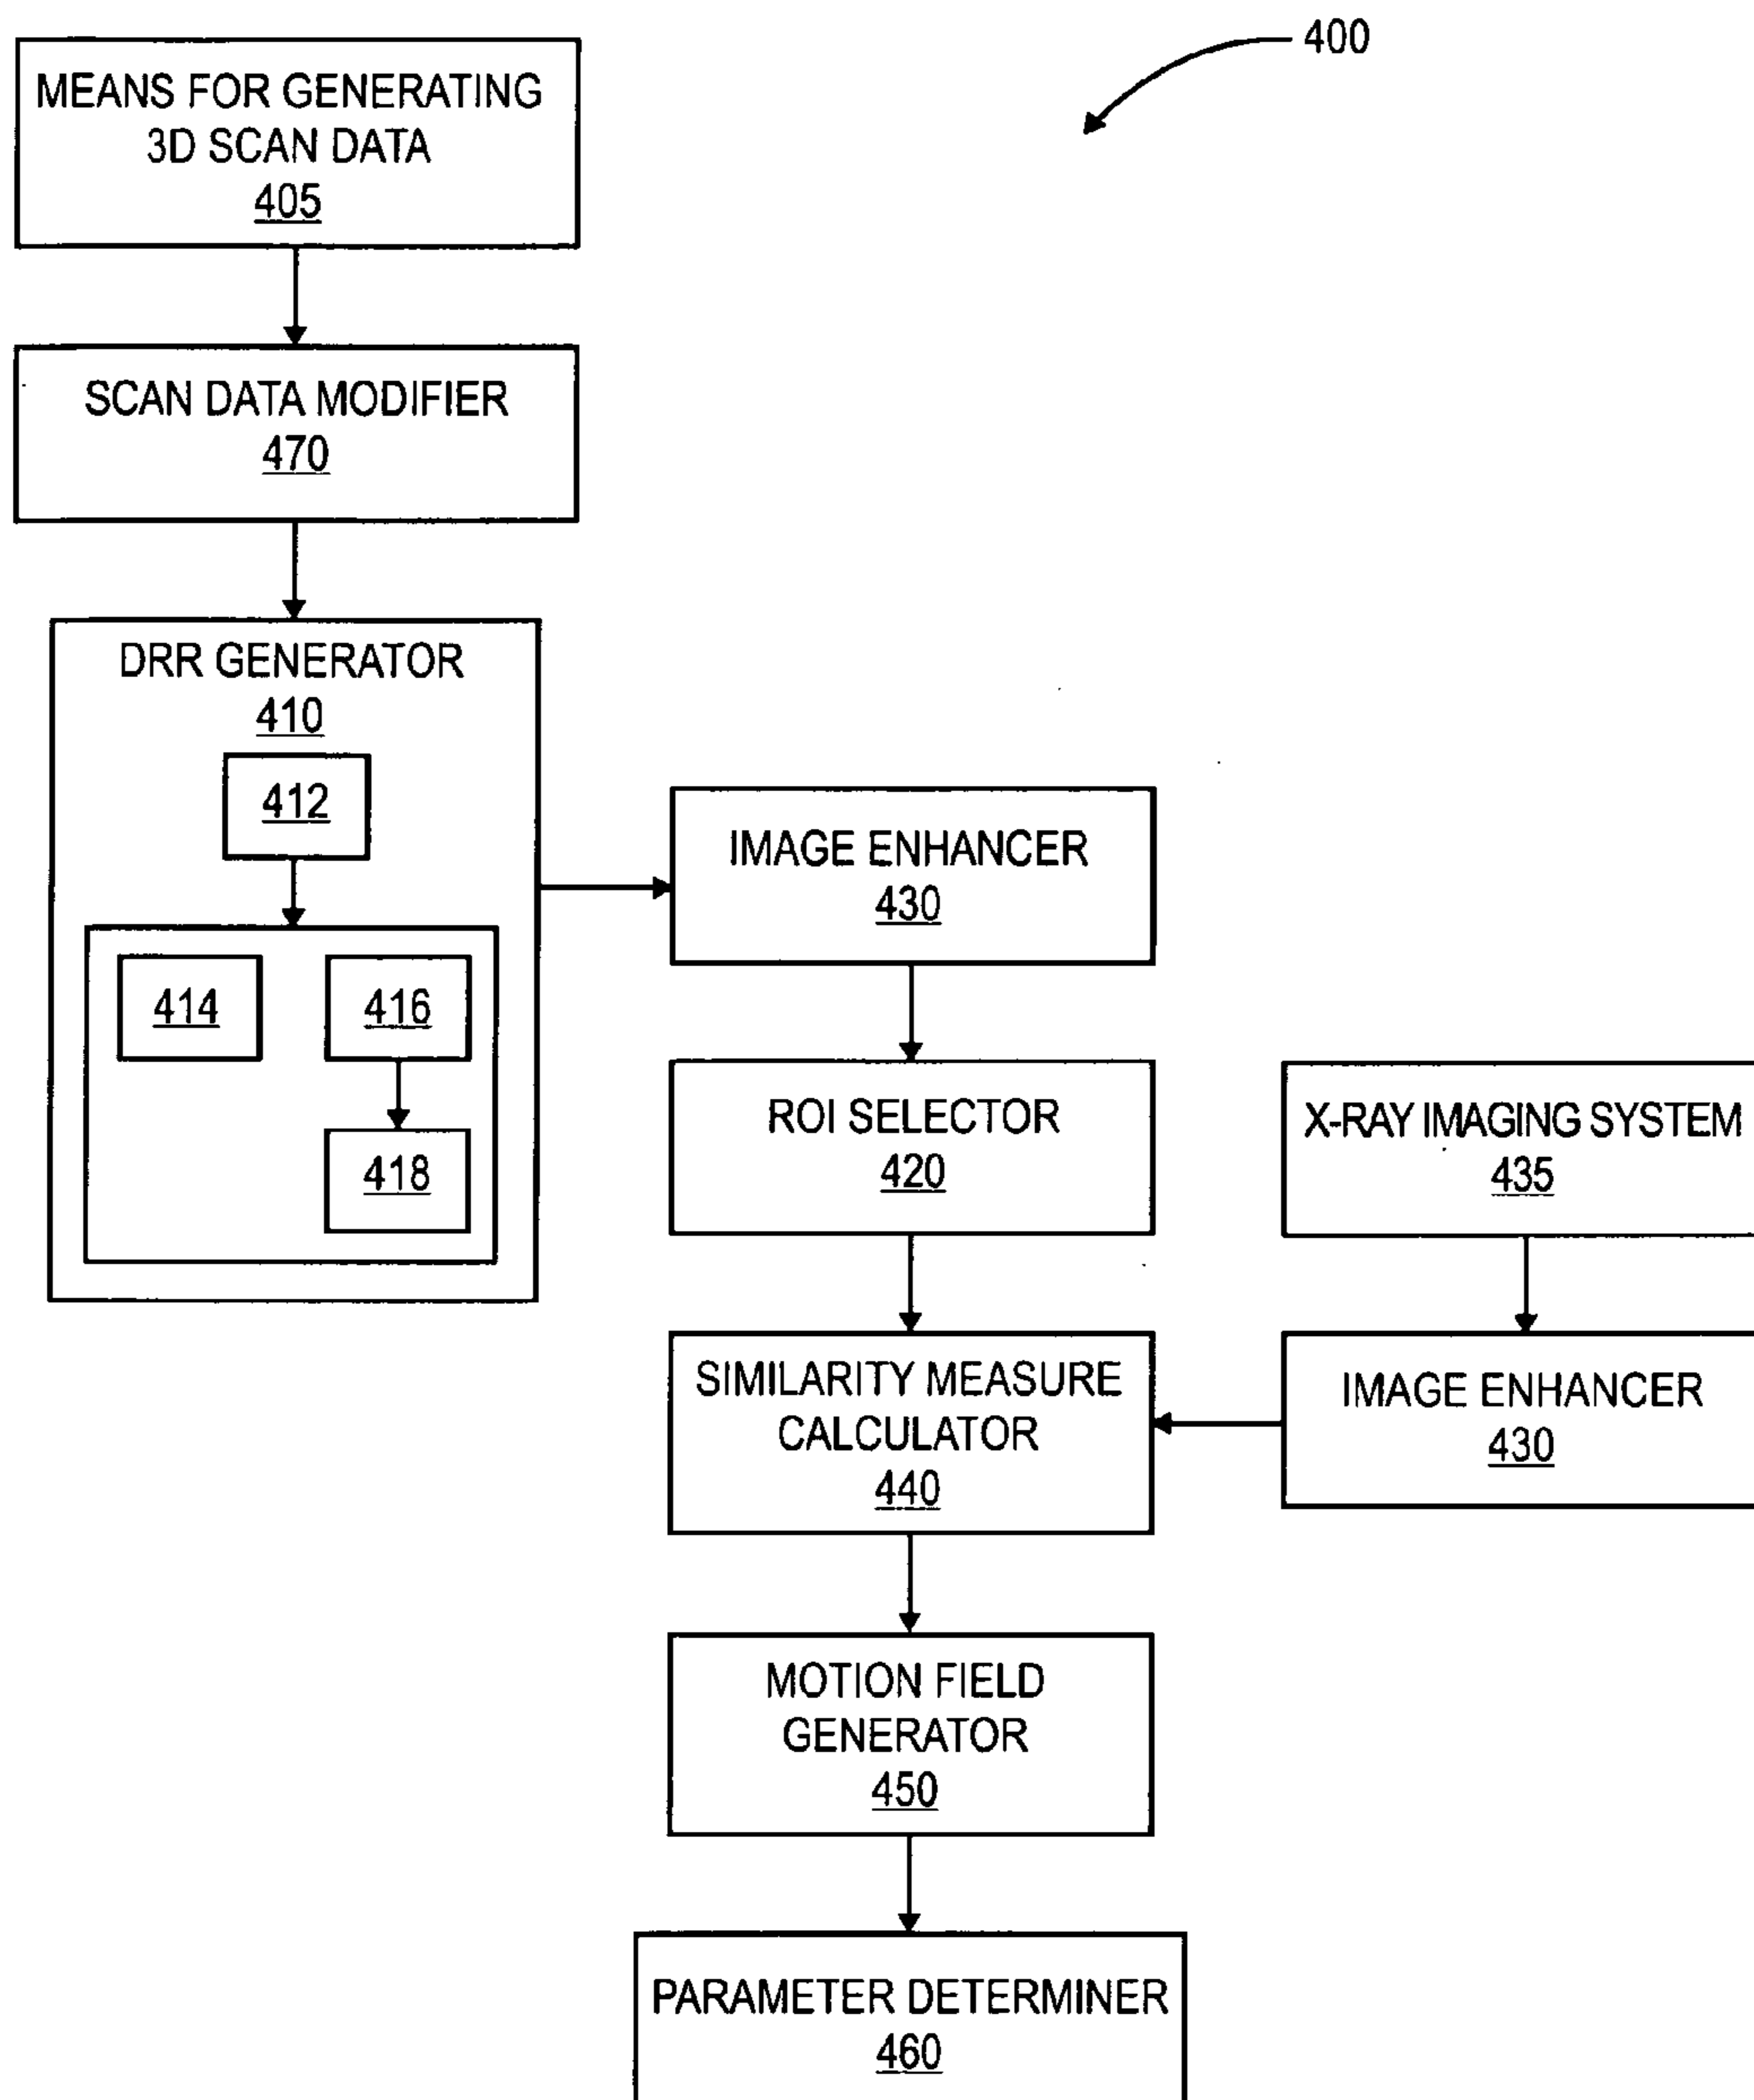 400
MEANS FOR GENERATING
3D SCAN DATA
405
SCAN DATA MODIFIER
470
DRR GENERATOR
410
412
414
416
418
IMAGE ENHANCER
430
ROI SELECTOR
420
X-RAY IMAGING SYSTEM
435
SIMILARITY MEASURE
CALCULATOR
440
IMAGE ENHANCER
430
MOTION FIELD
GENERATOR
450
PARAMETER DETERMINER
460